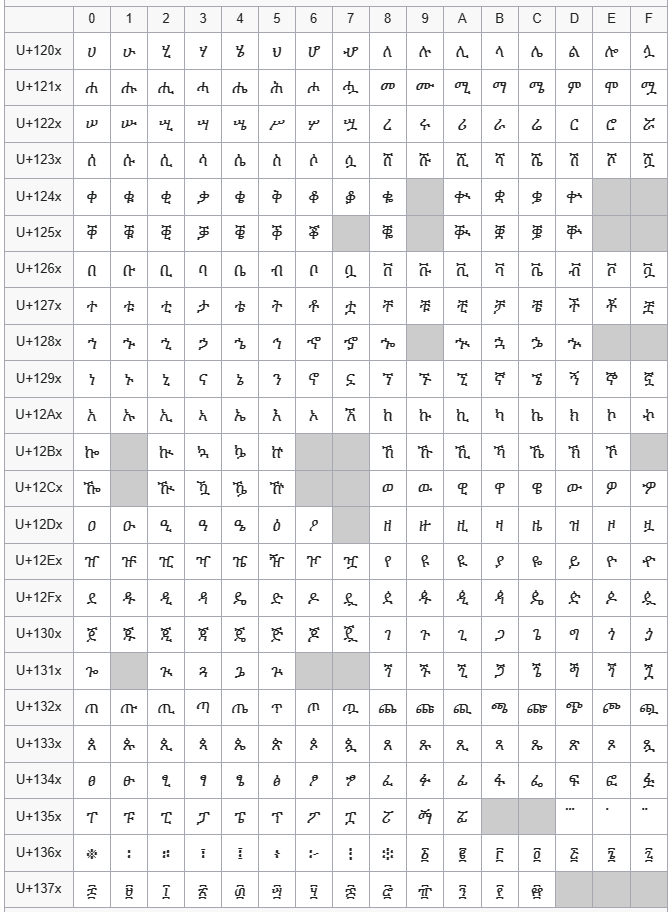 0 1 2 3 4 5 6 7 8 9 A B C D E F
U+120x ሀ ሁ ሂ ሃ ሄ ህ ሆ ሇ ለ ሉ ሊ ላ ሌ ል ሎ ሏ
U+121x ሐ ሑ ሒ ሓ ሔ ሕ ሖ ሗ መ ሙ ሚ ማ ሜ ም ሞ ሟ
U+122x ሠ ሡ ሢ ሣ ሤ ሥ ሦ ሧ ረ ሩ ሪ ራ ሬ ር ሮ ሯ
U+123x ሰ ሱ ሲ ሳ ሴ ስ ሶ ሷ ሸ ሹ ሺ ሻ ሼ ሽ ሾ ሿ
U+124x ቀ ቁ ቂ ቃ ቄ ቅ ቆ ቇ ቈ ቊ ቋ ቌ ቍ
U+125x ቐ ቑ ቒ ቓ ቔ ቕ ቖ ቘ ቚ ቛ ቜ ቝ
U+126x በ ቡ ቢ ባ ቤ ብ ቦ ቧ ቨ ቩ ቪ ቫ ቬ ቭ ቮ ቯ
U+127x ተ ቱ ቲ ታ ቴ ት ቶ ቷ ቸ ቹ ቺ ቻ ቼ ች ቾ ቿ
U+128x ኀ ኁ ኂ ኃ ኄ ኅ ኆ ኇ ኈ ኊ ኋ ኌ ኍ
U+129x ነ ኑ ኒ ና ኔ ን ኖ ኗ ኘ ኙ ኚ ኛ ኜ ኝ ኞ ኟ
U+12Ax አ ኡ ኢ ኣ ኤ እ ኦ ኧ ከ ኩ ኪ ካ ኬ ክ ኮ ኯ
U+12Bx ኰ ኲ ኳ ኴ ኵ ኸ ኹ ኺ ኻ ኼ ኽ ኾ
U+12Cx ዀ ዂ ዃ ዄ ዅ ወ ዉ ዊ ዋ ዌ ው ዎ ዏ
U+12Dx ዐ ዑ ዒ ዓ ዔ ዕ ዖ ዘ ዙ ዚ ዛ ዜ ዝ ዞ ዟ
U+12Ex ዠ ዡ ዢ ዣ ዤ ዥ ዦ ዧ የ ዩ ዪ ያ ዬ ይ ዮ ዯ
U+12Fx ደ ዱ ዲ ዳ ዴ ድ ዶ ዷ ዸ ዹ ዺ ዻ ዼ ዽ ዾ ዿ
U+130x ጀ ጁ ጂ ጃ ጄ ጅ ጆ ጇ ገ ጉ ጊ ጋ ጌ ግ ጎ ጏ
U+131x ጐ ጒ ጓ ጔ ጕ ጘ ጙ ጚ ጛ ጜ ጝ ጞ ጟ
U+132x ጠ ጡ ጢ ጣ ጤ ጥ ጦ ጧ ጨ ጩ ጪ ጫ ጬ ጭ ጮ ጯ
U+133x ጰ ጱ ጲ ጳ ጴ ጵ ጶ ጷ ጸ ጹ ጺ ጻ ጼ ጽ ጾ ጿ
U+134x ፀ ፁ ፂ ፃ ፄ ፅ ፆ ፇ ፈ ፉ ፊ ፋ ፌ ፍ ፎ ፏ
U+135x ፐ ፑ ፒ ፓ ፔ ፕ ፖ ፗ ፘ ፙ ፚ ፝ ፞ ፟
U+136x ፠ ፡ ። ፣ ፤ ፥ ፦ ፧ ፨ ፩ ፪ ፫ ፬ ፭ ፮ ፯
U+137x ፰ ፱ ፲ ፳ ፴ ፵ ፶ ፷ ፸ ፹ ፺ ፻ ፼